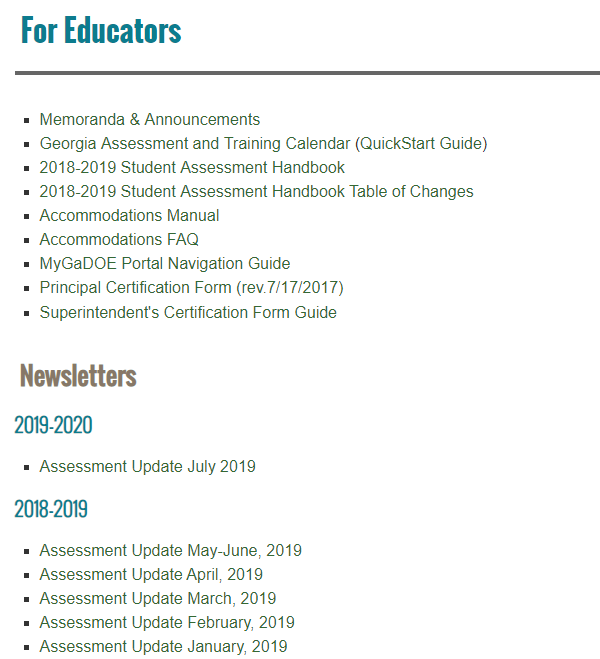 For Educators
Memoranda & Announcements
Georgia Assessment and Training Calendar (QuickStart Guide)
2018-2019 Student Assessment Handbook
2018-2019 Student Assessment Handbook Table of Changes
Accommodations Manual
Accommodations FAQ
MyGaDOE Portal Navigation Guide
Principal Certification Form (rev.7/17/2017)
Superintendent's Certification Form Guide
Newsletters
2019-2020
Assessment Update July 2019
2018-2019
Assessment Update May-June, 2019
Assessment Update April, 2019
Assessment Update March, 2019
Assessment Update February, 2019
Assessment Update January, 2019